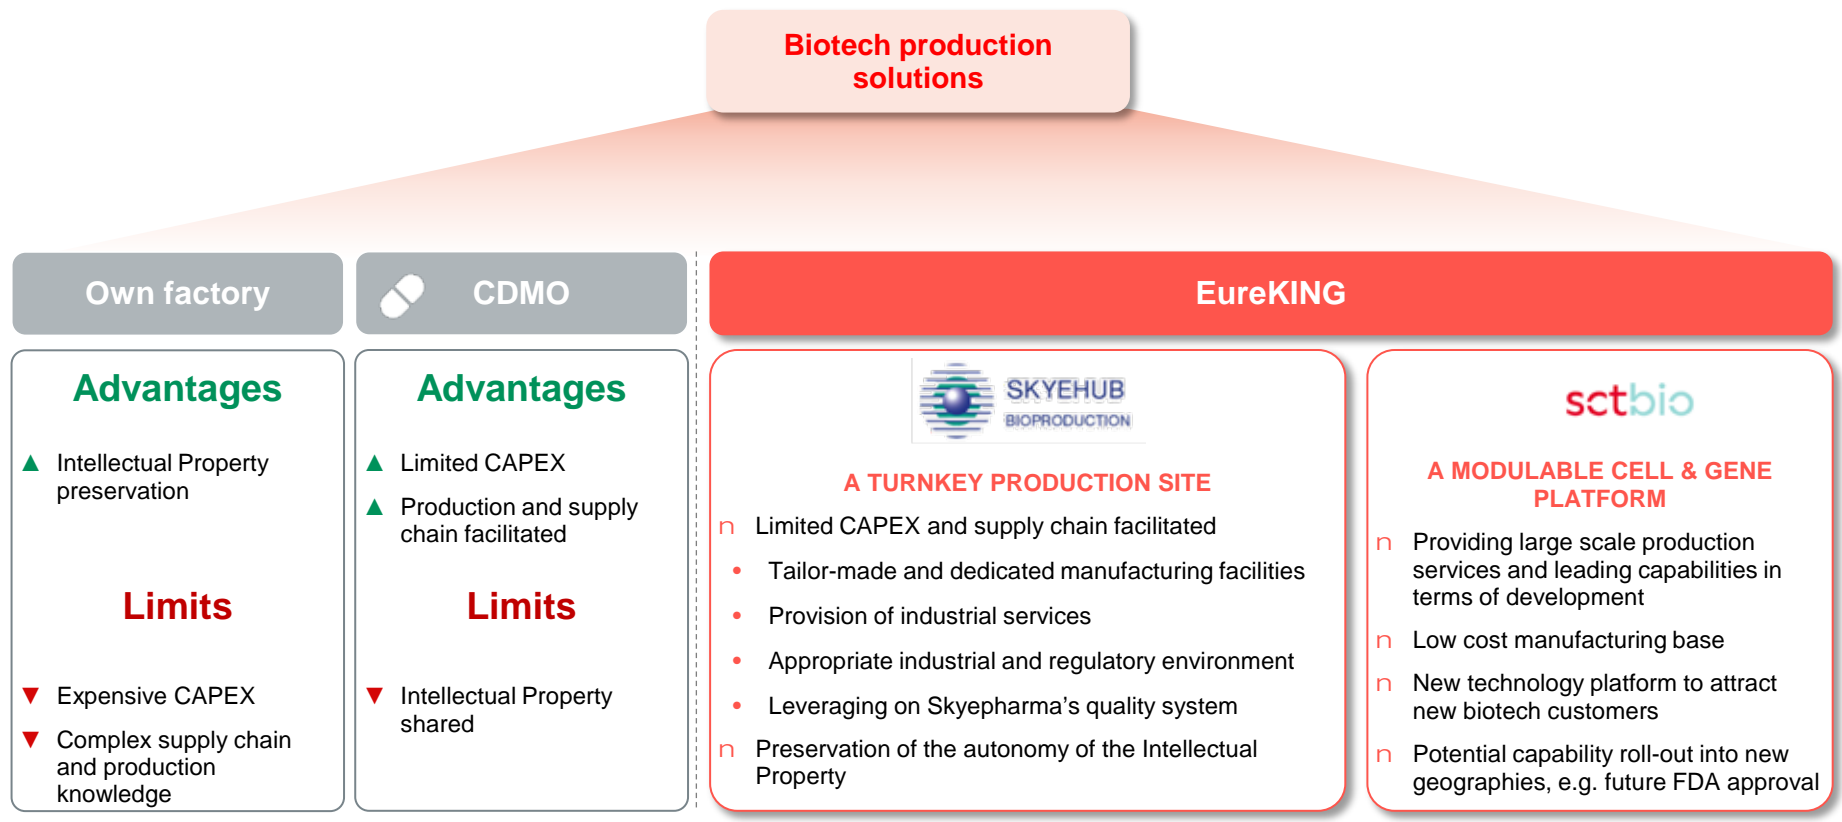 Biotech production
solutions
Own factory
CDMO
EureKING
Advantages
▲ Intellectual Property
preservation
Limits
▼ Expensive CAPEX
▼ Complex supply chain
and production
knowledge
Advantages
▲ Limited CAPEX
▲ Production and supply
chain facilitated
Limits
▼ Intellectual Property
shared
SKYEHUB
BIOPRODUCTION
A TURNKEY PRODUCTION SITE
n Limited CAPEX and supply chain facilitated
• Tailor-made and dedicated manufacturing facilities
• Provision of industrial services
• Appropriate industrial and regulatory environment
• Leveraging on Skyepharma’s quality system
n Preservation of the autonomy of the Intellectual
Property
sctbio
A MODULABLE CELL & GENE
PLATFORM
n Providing large scale production
services and leading capabilities in
terms of development
n Low cost manufacturing base
n New technology platform to attract
new biotech customers
n Potential capability roll-out into new
geographies, e.g. future FDA approval